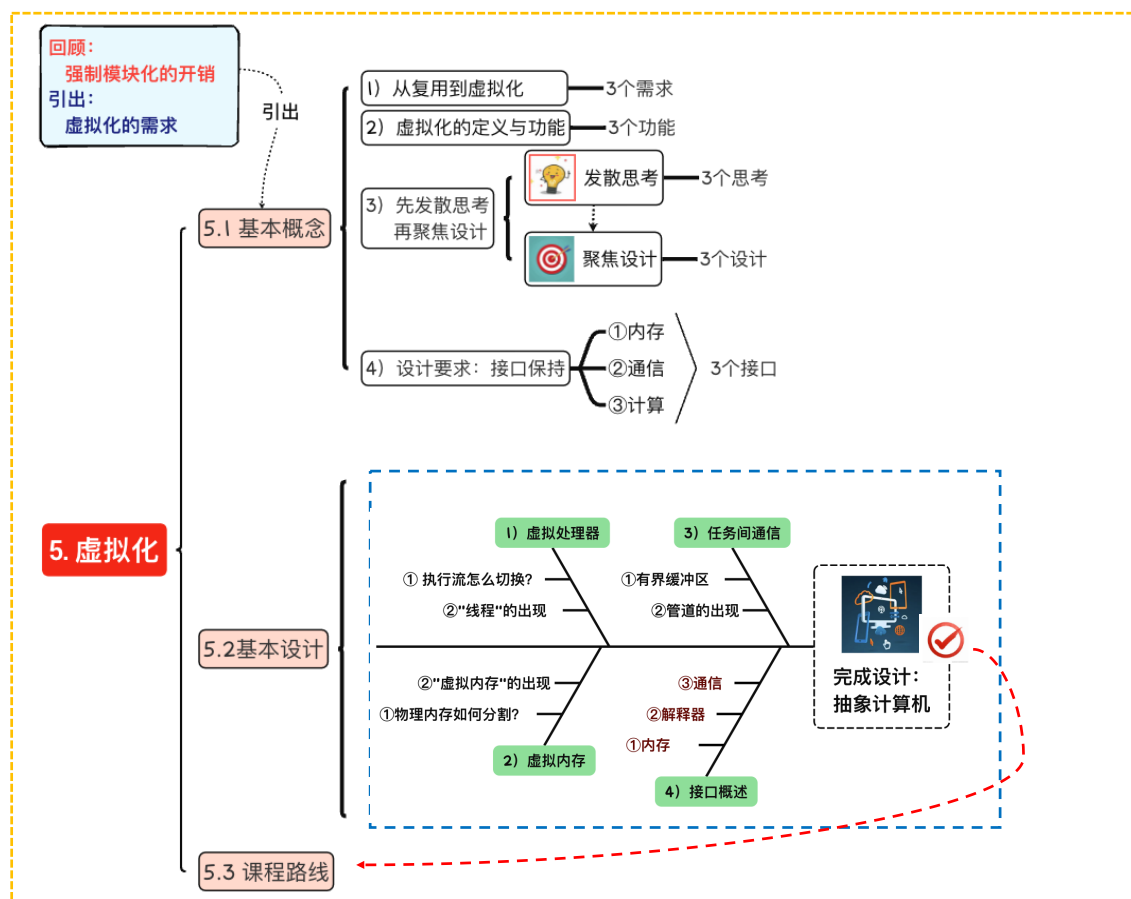 回顾：
强制模块化的开销
引出：
虚拟化的需求
引出
5. 虚拟化
5.1 基本概念
1）从复用到虚拟化
3个需求
2）虚拟化的定义与功能
3个功能
3）先发散思考
再聚焦设计
发散思考
3个思考
聚焦设计
3个设计
4）设计要求：接口保持
①内存
②通信
③计算
3个接口
5.2基本设计
1）虚拟处理器
① 执行流怎么切换?
②"线程"的出现
3）任务间通信
①有界缓冲区
②管道的出现
②"虚拟内存"的出现
①物理内存如何分割?
2）虚拟内存
③通信
②解释器
①内存
4）接口概述
完成设计：
抽象计算机
5.3 课程路线